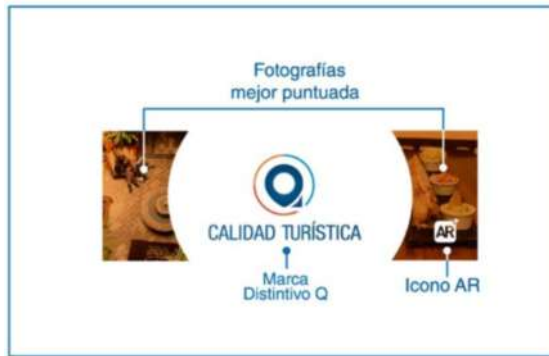 Fotografías
mejor puntuada
CALIDAD TURÍSTICA
AR
Marca
Distintivo Q
Icono AR